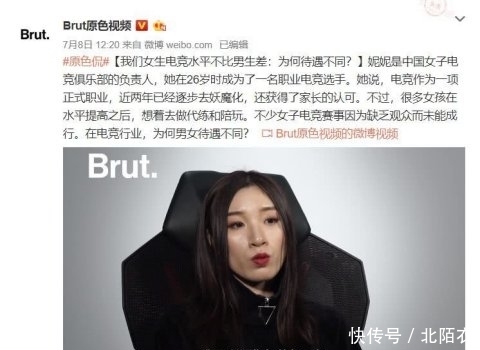 Brut.
Brut原色视频
7月8日 12:20 来自 微博 weibo.com 已编辑
#原色侃#【我们女生电竞水平不比男生差:为何待遇不同?】妮妮是中国女子电
竞俱乐部的负责人,她在26岁时成为了一名职业电竞选手。她说,电竞作为一项
正式职业,近两年已经逐步去妖魔化,还获得了家长的认可。不过,很多女孩在
水平提高之后,想着去做代练和陪玩。不少女子电竞赛事因为缺乏观众而未能成
行。在电竞行业,为何男女待遇不同? Brut原色视频的微博视频
Brut.
快传号/北陌衣